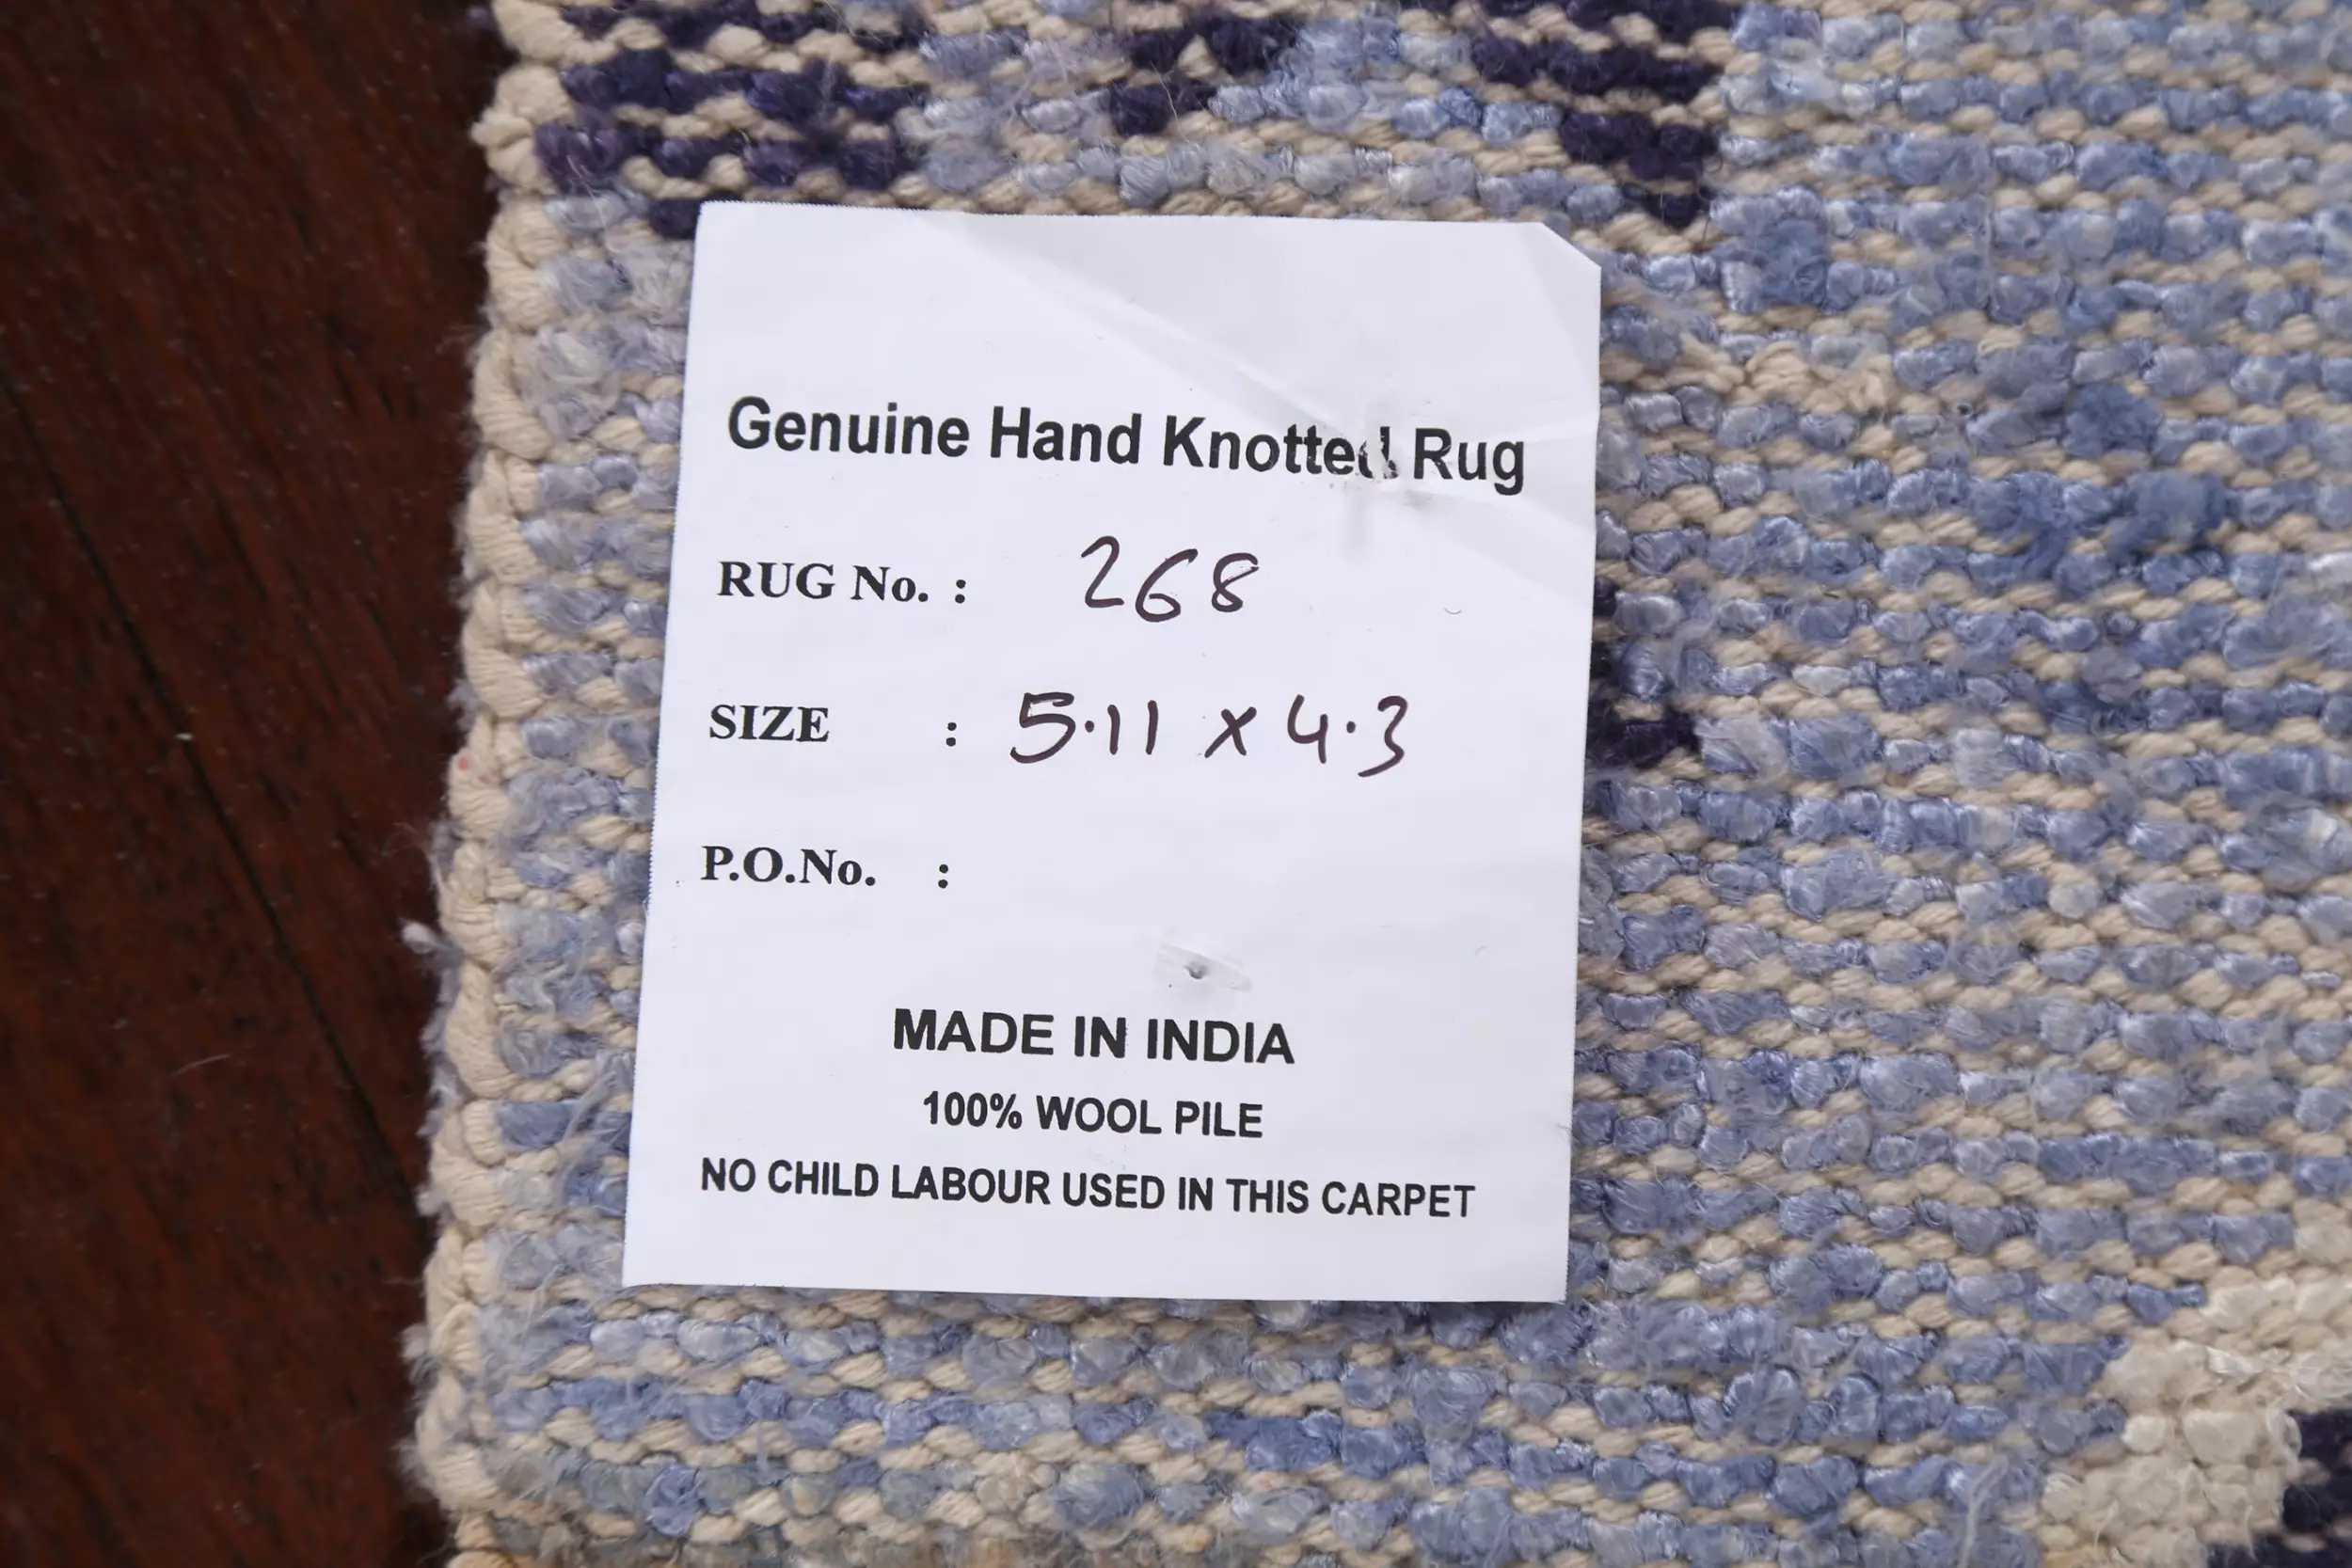 Genuine Hand Knotted Rug
RUG No. : 268
SIZE : 5.11 x 4.3
P.O.No. :
MADE IN INDIA
100% WOOL PILE
NO CHILD LABOUR USED IN THIS CARPET